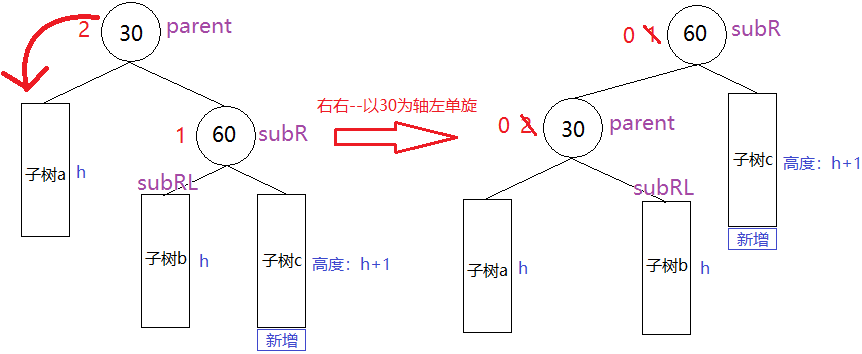 2
30
parent
1
60
subR
子树a
h
subRL
子树b
h
子树c
高度：h+1
新增
右右--以30为轴左单旋
0 1
60
subR
0 2
30
parent
子树c
高度：h+1
新增
subRL
子树a
h
子树b
h